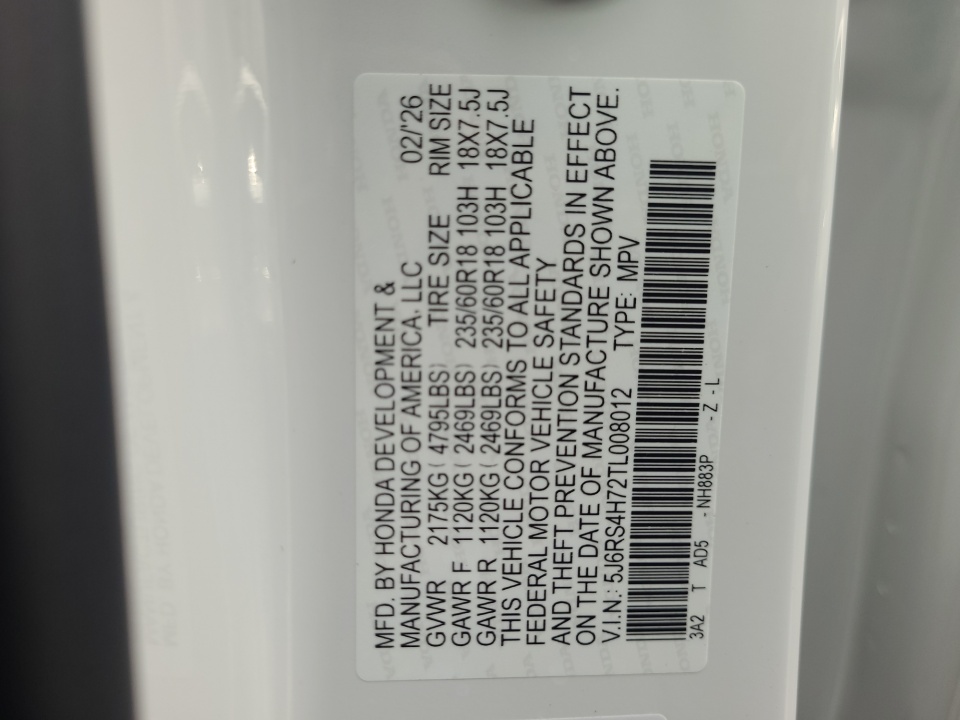 MFD. BY HONDA DEVELOPMENT &
MANUFACTURING OF AMERICA, LLC 02/'26
GVWR 2175KG ( 4795LBS) TIRE SIZE RIM SIZE
GAWR F 1120KG ( 2469LBS) 235/60R18 103H 18X7.5J
GAWR R 1120KG ( 2469LBS) 235/60R18 103H 18X7.5J
THIS VEHICLE CONFORMS TO ALL APPLICABLE
FEDERAL MOTOR VEHICLE SAFETY
AND THEFT PREVENTION STANDARDS IN EFFECT
ON THE DATE OF MANUFACTURE SHOWN ABOVE.
V.I.N.: 5J6RS4H72TL008012 TYPE: MPV
3A2 T AD5 - NH883P - Z - L